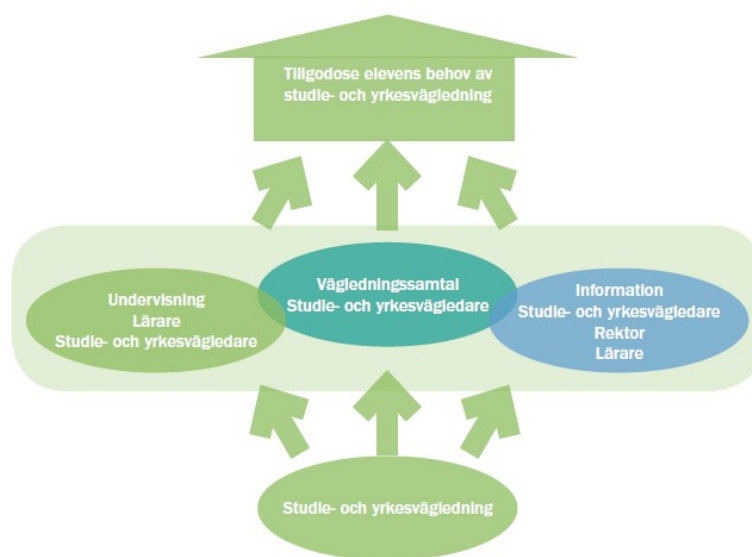 Tillgodose elevens behov av
studie- och yrkesvägledning
Undervisning
Lärare
Studie- och yrkesvägledare
Vägledningssamtal
Studie- och yrkesvägledare
Information
Studie- och yrkesvägledare
Rektor
Lärare
Studie- och yrkesvägledning